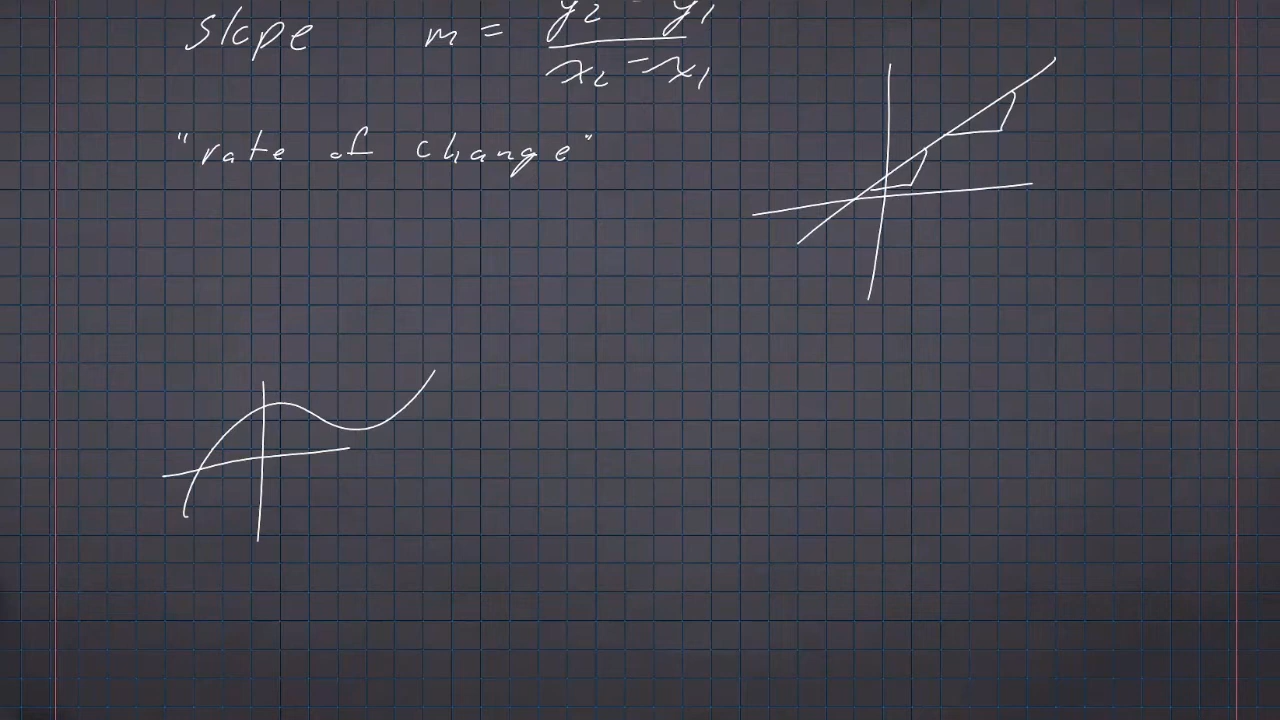 slope m = y2 - y1 / x2 - x1
"rate of change"